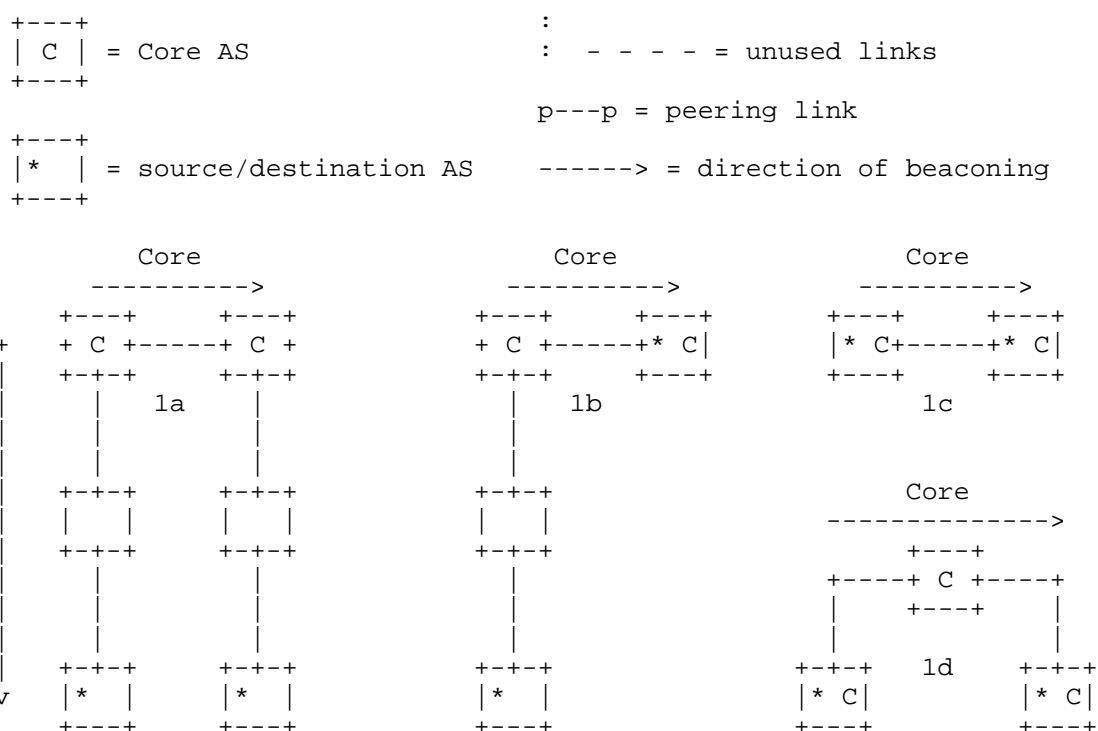 +---+                                  :
| C | = Core AS                        :  - - - - = unused links
+---+
                                       p---p = peering link
+---+
|*  | = source/destination AS    ------> = direction of beaconing
+---+

          Core                        Core                   Core
       ---------->                 ---------->            ---------->
     +---+     +---+             +---+     +---+        +---+     +---+
+    + C +-----+ C +             + C +-----+* C|        |* C+-----+* C|
|    +-+-+     +-+-+             +-+-+     +---+        +---+     +---+
|      |   1a    |                 |   1b                     1c
|      |         |                 |
|      |         |                 |
|    +-+-+     +-+-+             +-+-+                       Core
|    |   |     |   |             |   |                  -------------->
|    +-+-+     +-+-+             +-+-+                       +---+
|      |         |                 |                    +----+ C +----+
|      |         |                 |                    |    +---+    |
|      |         |                 |                    |             |
|    +-+-+     +-+-+             +-+-+                +-+-+   1d    +-+-+
v    |*  |     |*  |             |*  |                |* C|         |* C|
     +---+     +---+             +---+                +---+         +---+